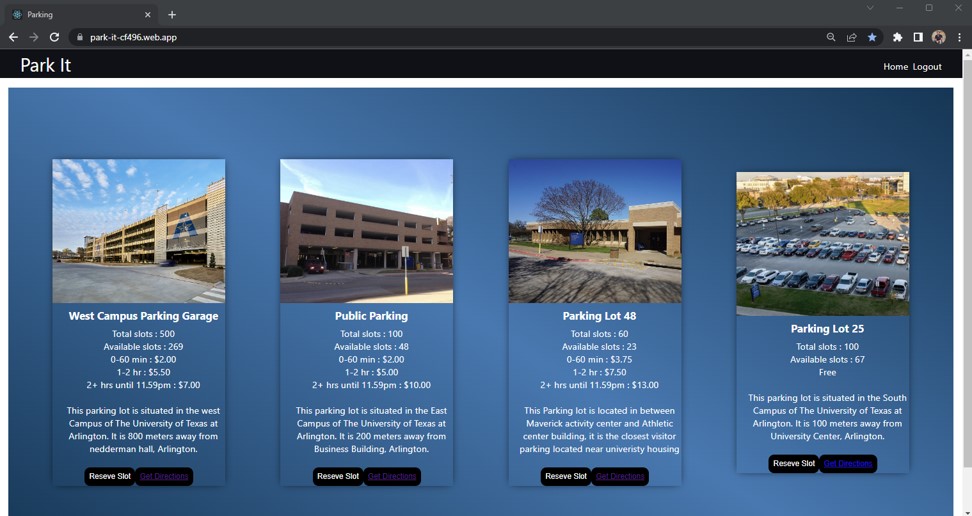 Parking
park-it-cf496.web.app
Park It
Home Logout
West Campus Parking Garage
Total slots : 500
Available slots : 269
0-60 min : $2.00
1-2 hr : $5.50
2+ hrs until 11.59pm : $7.00
This parking lot is situated in the west
Campus of The University of Texas at
Arlington. It is 800 meters away from
nedderman hall, Arlington.
Reseve Slot Get Directions
Public Parking
Total slots : 100
Available slots : 48
0-60 min : $2.00
1-2 hr : $5.00
2+ hrs until 11.59pm : $10.00
This parking lot is situated in the East
Campus of The University of Texas at
Arlington. It is 200 meters away from
Business Building, Arlington.
Reseve Slot Get Directions
Parking Lot 48
Total slots : 60
Available slots : 23
0-60 min : $3.75
1-2 hr : $7.50
2+ hrs until 11.59pm : $13.00
This Parking lot is located in between
Maverick activity center and Athletic
center building, it is the closest visitor
parking located near univeristy housing
Reseve Slot Get Directions
Parking Lot 25
Total slots : 100
Available slots : 67
Free
This parking lot is situated in the South
Campus of The University of Texas at
Arlington. It is 100 meters away from
University Center, Arlington.
Reseve Slot Get Directions